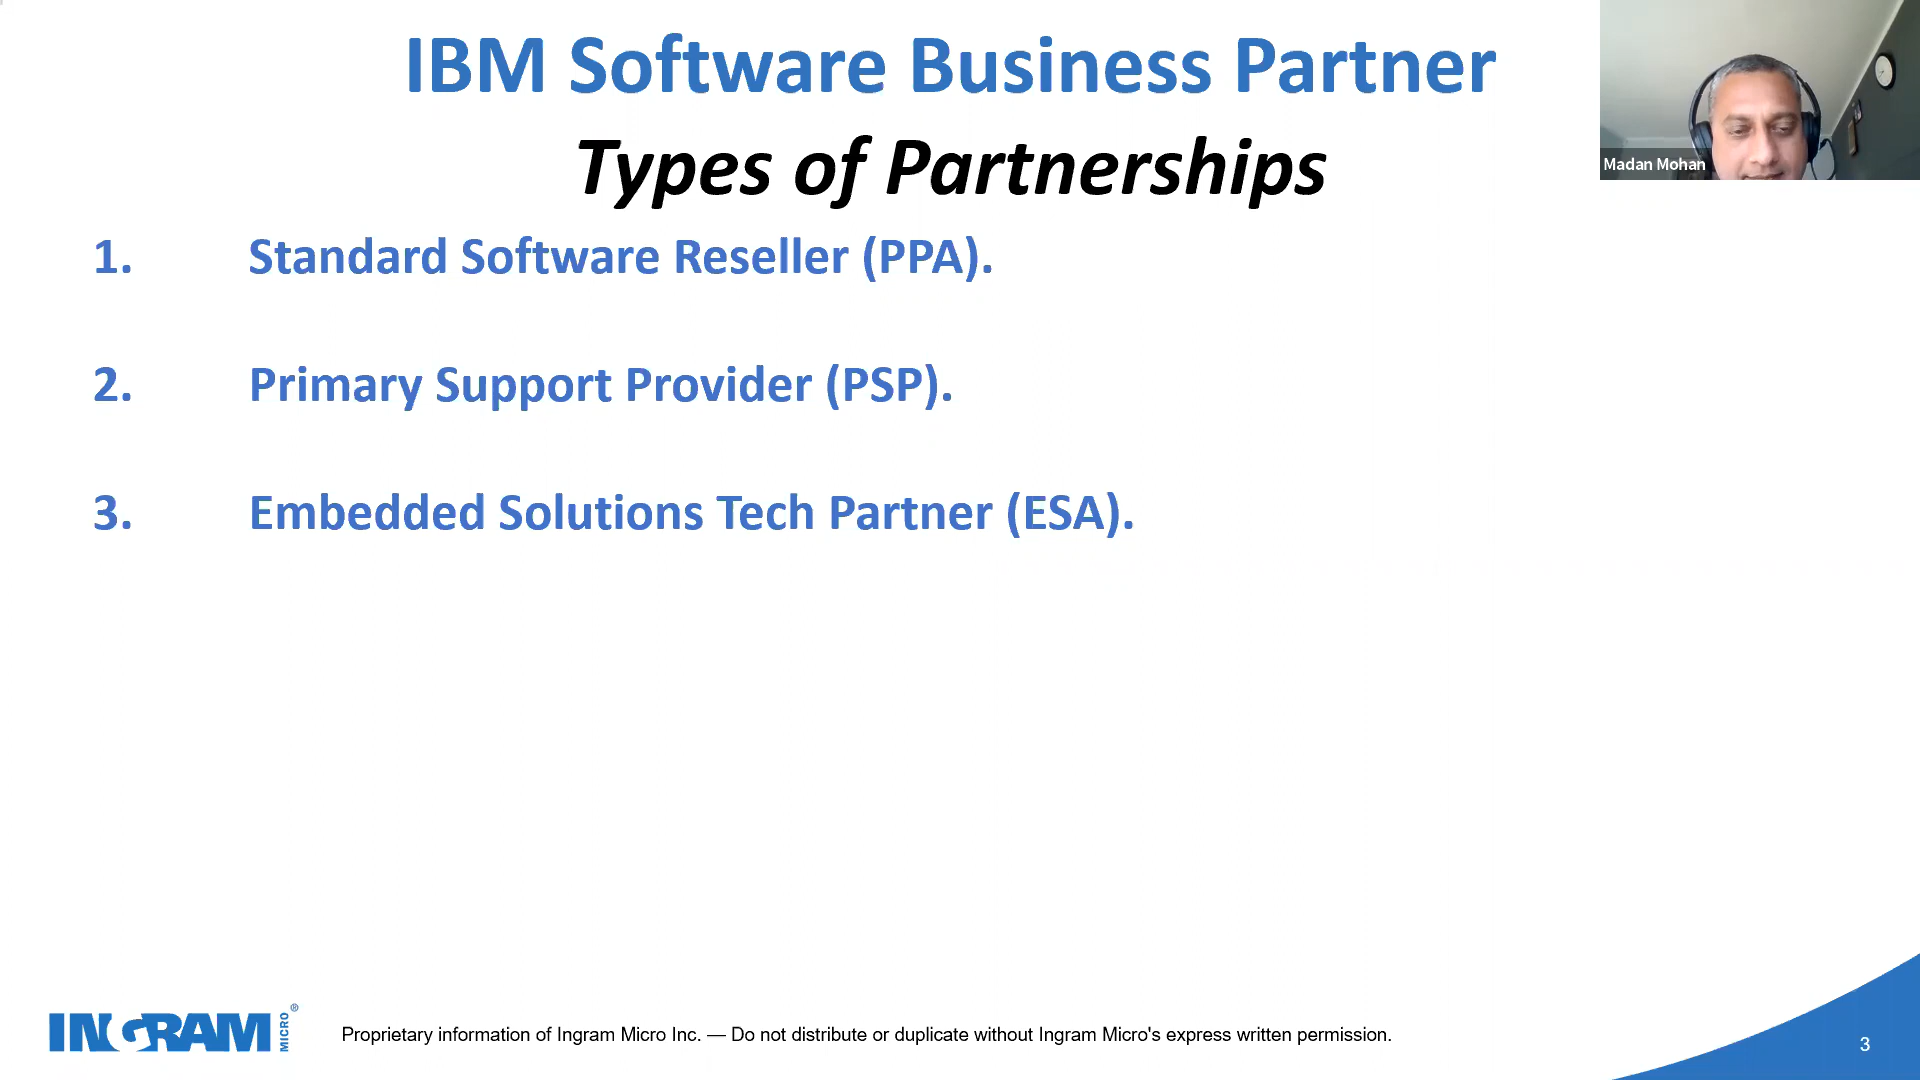 IBM Software Business Partner
Types of Partnerships
Madan Mohan
1. Standard Software Reseller (PPA).
2. Primary Support Provider (PSP).
3. Embedded Solutions Tech Partner (ESA).
INGRAM MICRO ®
Proprietary information of Ingram Micro Inc. — Do not distribute or duplicate without Ingram Micro's express written permission.
3